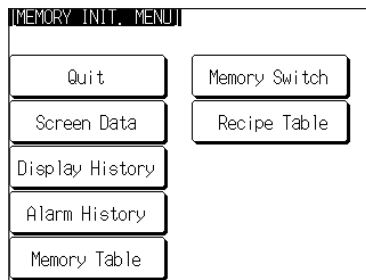 [MEMORY INIT. MENU]
Quit
Memory Switch
Screen Data
Recipe Table
Display History
Alarm History
Memory Table